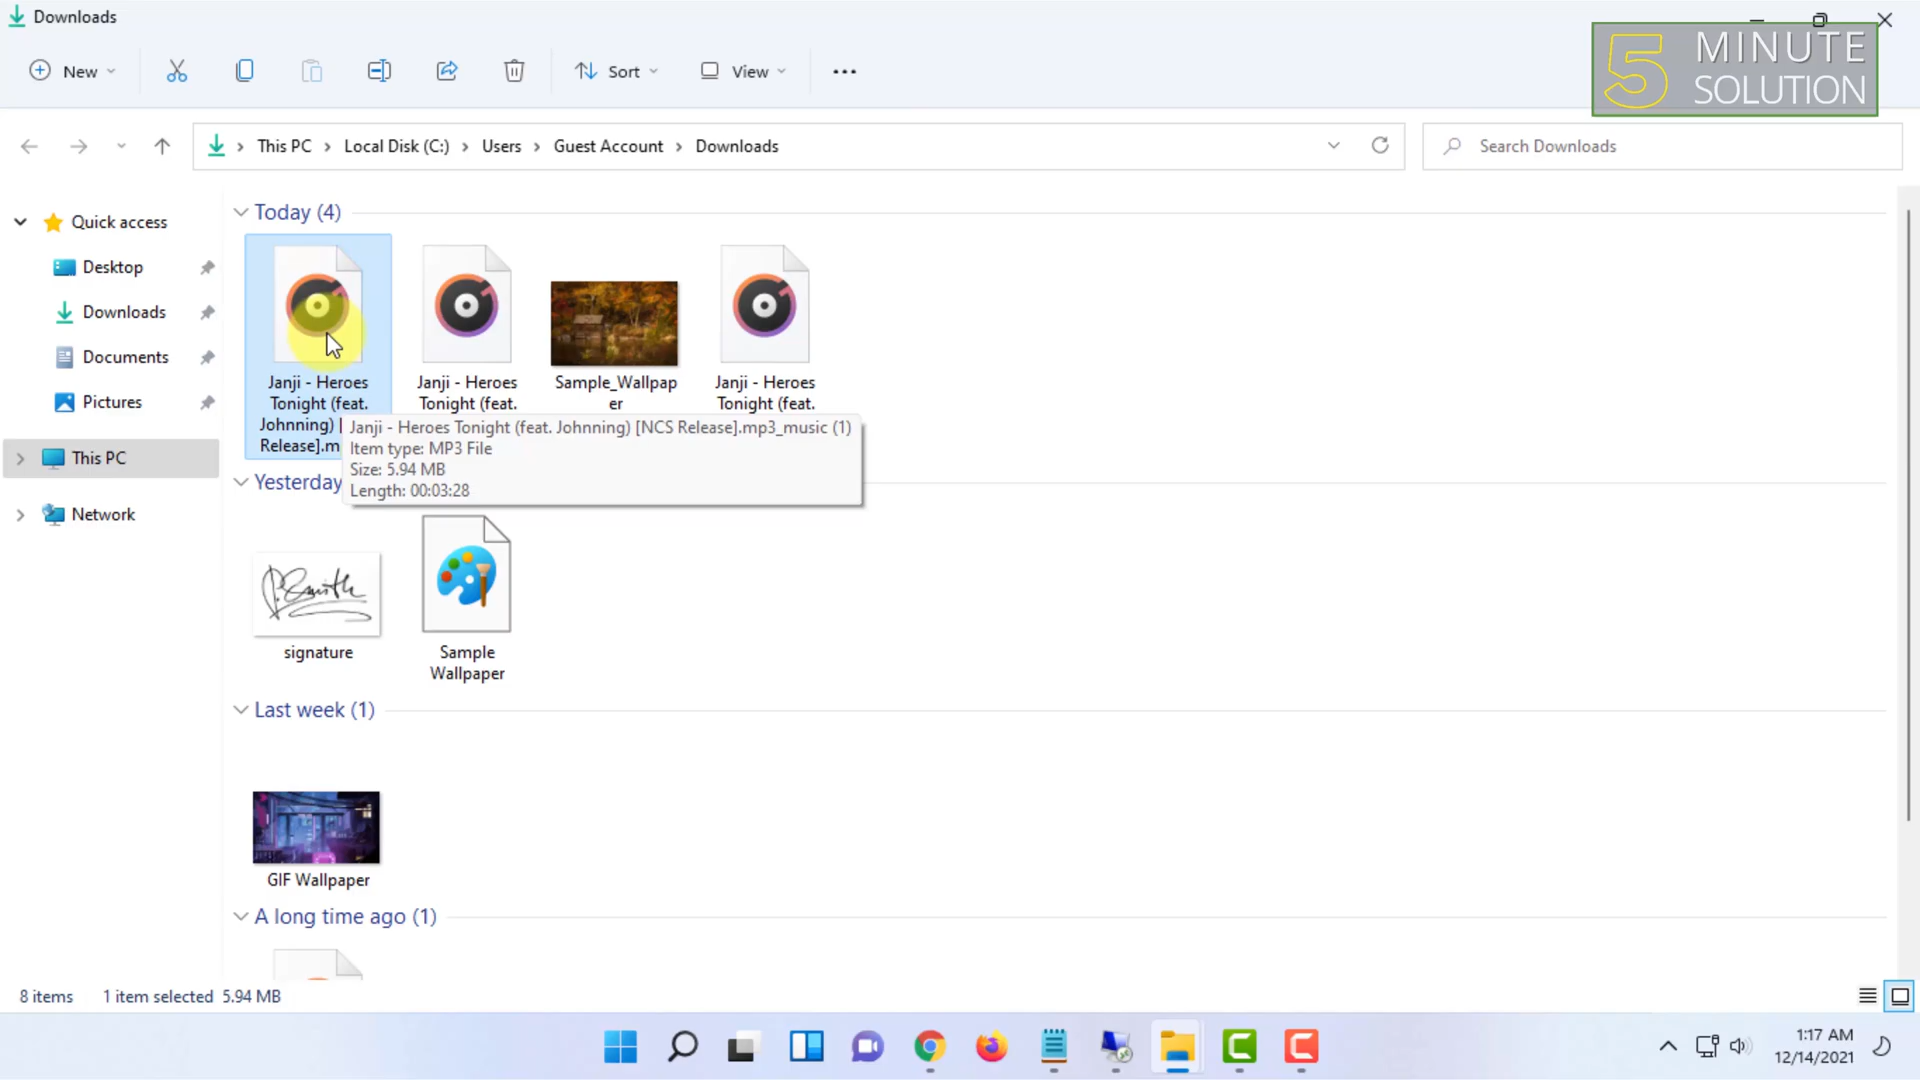 Downloads
New
Sort
View
5 MINUTE
SOLUTION
This PC > Local Disk (C:) > Users > Guest Account > Downloads
Search Downloads
Quick access
Desktop
Downloads
Documents
Pictures
This PC
Network
Today (4)
Janji - Heroes
Tonight (feat.
Johnning) [
Release].m
Janji - Heroes
Tonight (feat.
Sample_Wallpap
er
Janji - Heroes
Tonight (feat.
Janji - Heroes Tonight (feat. Johnning) [NCS Release].mp3_music (1)
Item type: MP3 File
Size: 5.94 MB
Length: 00:03:28
Yesterday
signature
Sample
Wallpaper
Last week (1)
GIF Wallpaper
A long time ago (1)
8 items
1 item selected 5.94 MB
1:17 AM
12/14/2021